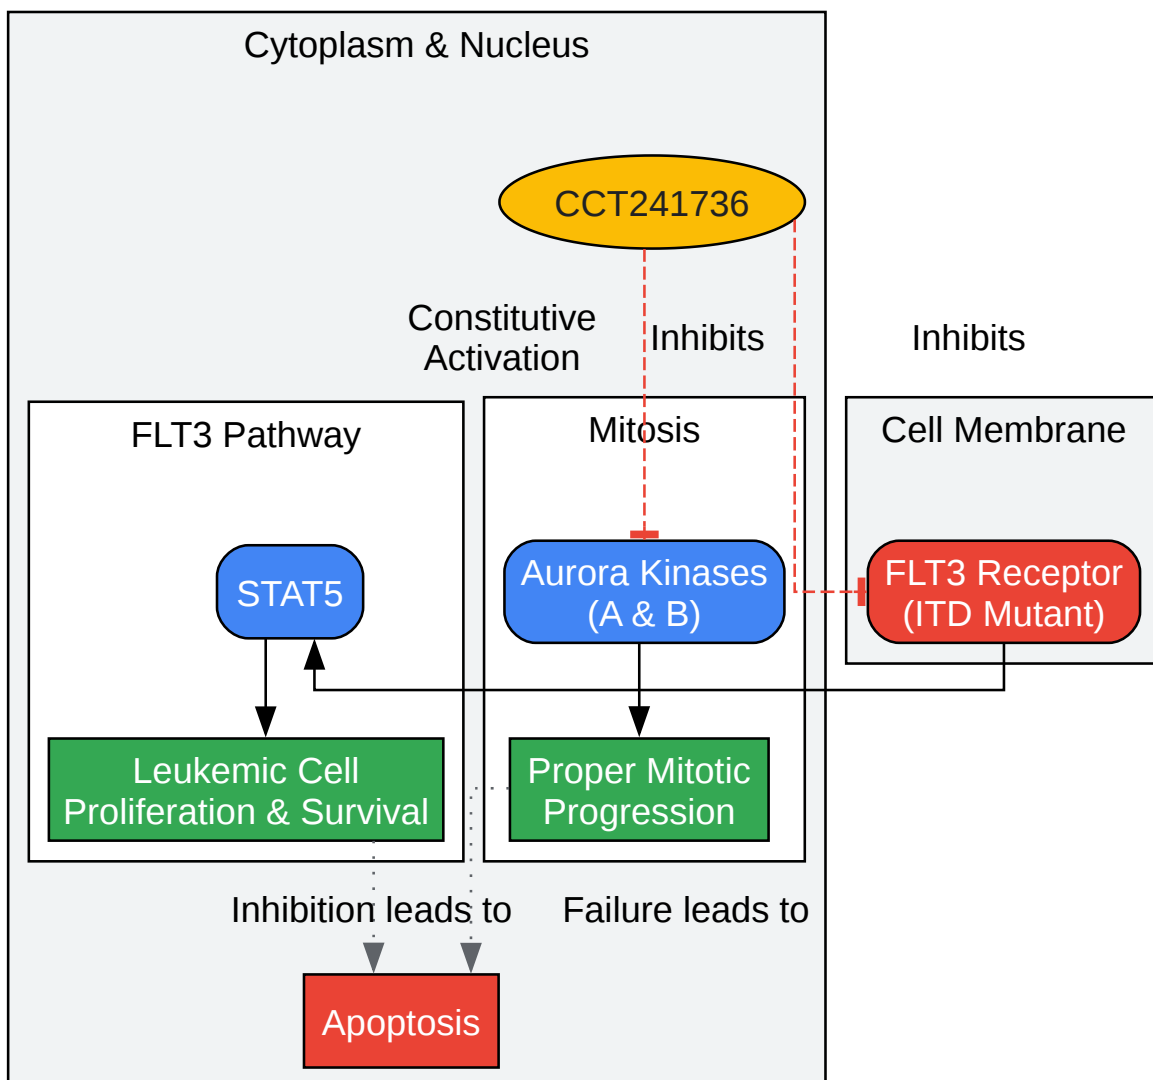 Cytoplasm & Nucleus
CCT241736
Constitutive
Activation
Inhibits
Inhibits
FLT3 Pathway
Mitosis
Cell Membrane
STAT5
Aurora Kinases
(A & B)
FLT3 Receptor
(ITD Mutant)
Leukemic Cell
Proliferation & Survival
Proper Mitotic
Progression
Inhibition leads to
Failure leads to
Apoptosis